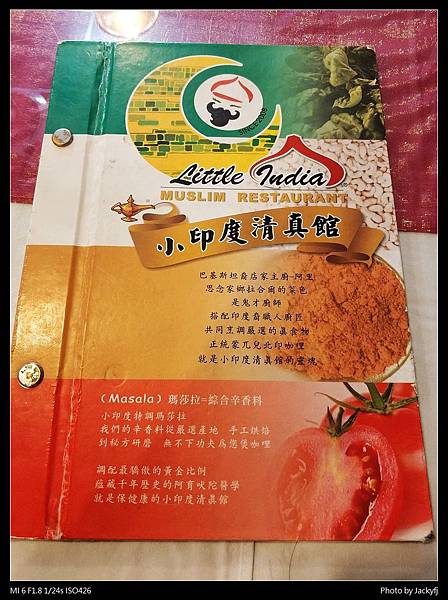 Little India
MUSLIM RESTAURANT
小印度清真館
巴基斯坦裔店家主廚-阿里
思念家鄉拉合爾的菜色
是鬼才廚師
搭配印度裔職人廚匠
共同烹調嚴選的真食物
正統蒙兀兒北印咖哩
就是小印度清真館的靈魂
(Masala) 瑪莎拉=綜合辛香料
小印度特調瑪莎拉
我們的辛香料從嚴選產地 手工烘焙
到秘方研磨 無不下功夫為您煲咖哩
調配最驕傲的黃金比例
蘊藏千年歷史的阿育吠陀醫學
就是保健康的小印度清真館
MI 6 F1.8 1/24s ISO426
Photo by Jackyfj